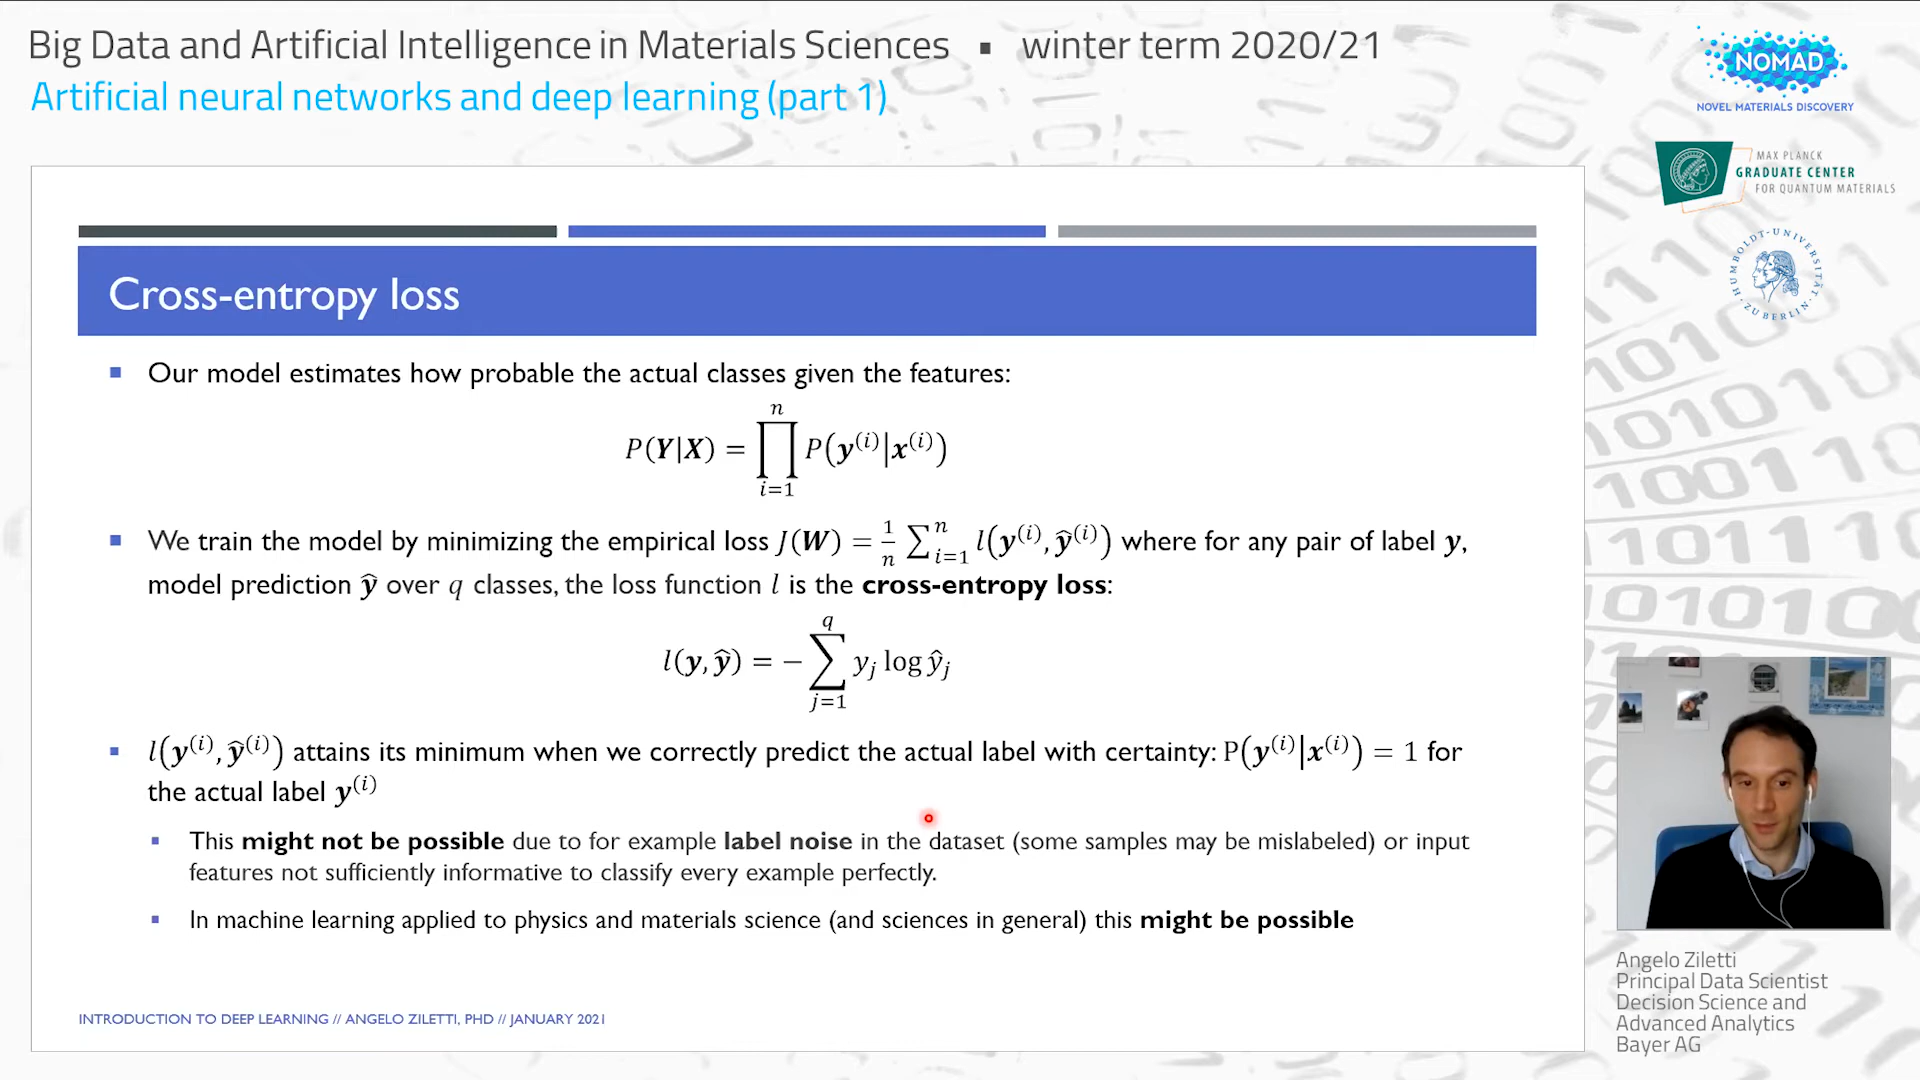 Big Data and Artificial Intelligence in Materials Sciences ▪ winter term 2020/21
Artificial neural networks and deep learning (part 1)
NOMAD
NOVEL MATERIALS DISCOVERY
MAX PLANCK
GRADUATE CENTER
FOR QUANTUM MATERIALS
HUMBOLDT-UNIVERSITÄT ZU BERLIN
Cross-entropy loss
▪ Our model estimates how probable the actual classes given the features:
P(Y|X) = ∏_{i=1}^{n} P(y^{(i)}|x^{(i)})
▪ We train the model by minimizing the empirical loss J(W) = \frac{1}{n} ∑_{i=1}^{n} l(y^{(i)}, ŷ^{(i)}) where for any pair of label y,
model prediction ŷ over q classes, the loss function l is the cross-entropy loss:
l(y, ŷ) = − ∑_{j=1}^{q} y_j log ŷ_j
▪ l(y^{(i)}, ŷ^{(i)}) attains its minimum when we correctly predict the actual label with certainty: P(y^{(i)}|x^{(i)}) = 1 for
the actual label y^{(i)}
▪ This might not be possible due to for example label noise in the dataset (some samples may be mislabeled) or input
features not sufficiently informative to classify every example perfectly.
▪ In machine learning applied to physics and materials science (and sciences in general) this might be possible
INTRODUCTION TO DEEP LEARNING // ANGELO ZILETTI, PHD // JANUARY 2021
Angelo Ziletti
Principal Data Scientist
Decision Science and
Advanced Analytics
Bayer AG